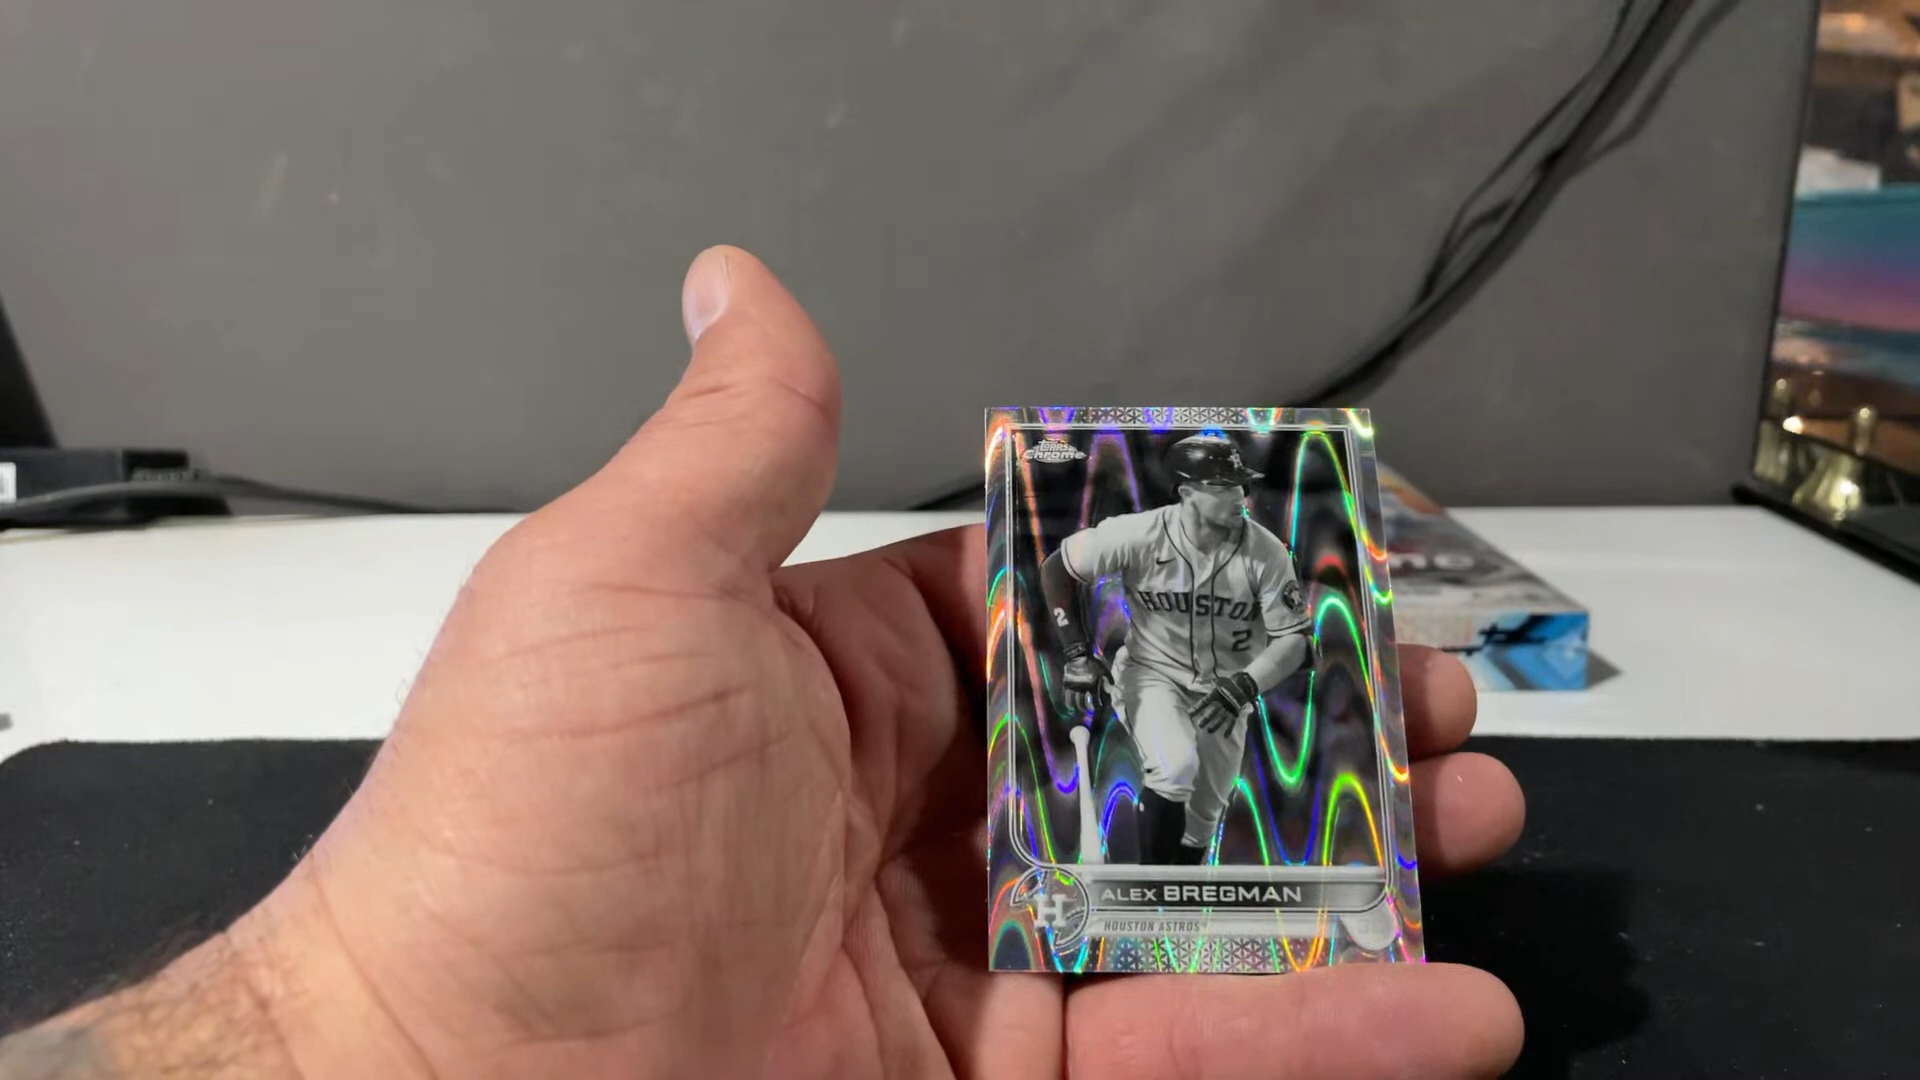 TOPPS
Chrome
2
HOUSTON
2
ALEX BREGMAN
H
HOUSTON ASTROS